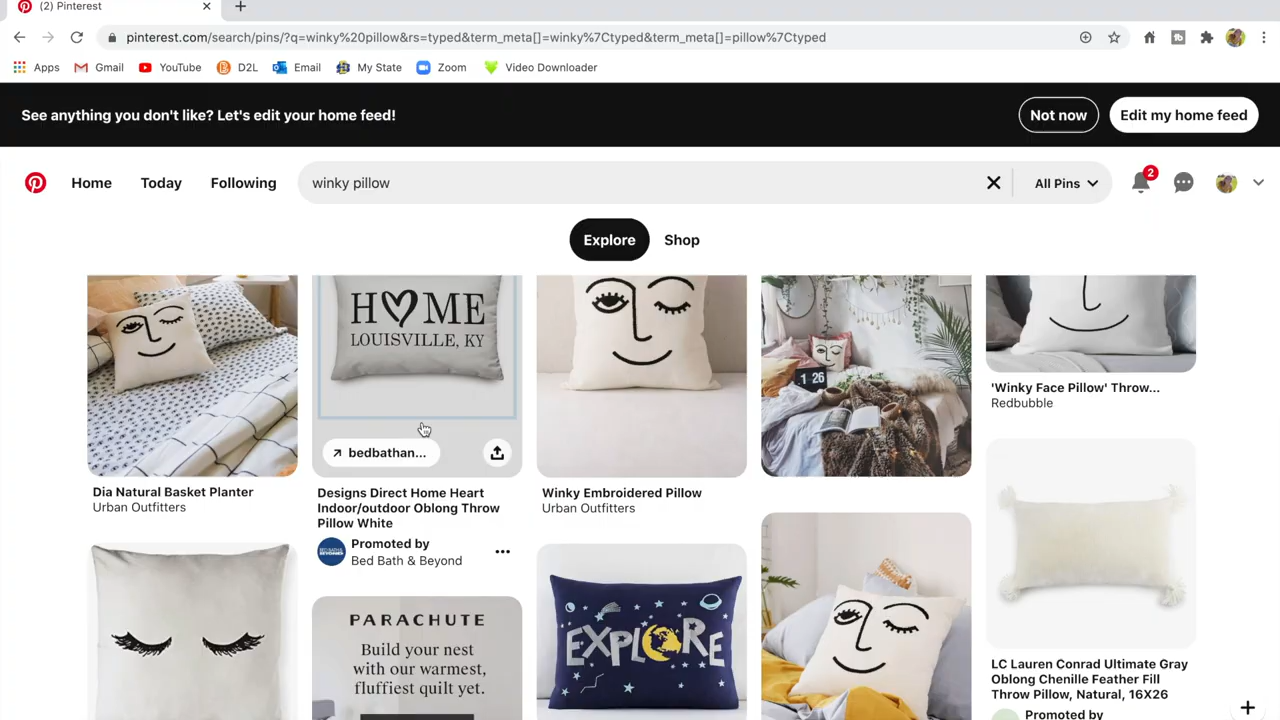 (2) Pinterest
pinterest.com/search/pins/?q=winky%20pillow&rs=typed&term_meta[]=winky%7Ctyped&term_meta[]=pillow%7Ctyped
Apps
Gmail
YouTube
D2L
Email
My State
Zoom
Video Downloader
See anything you don't like? Let's edit your home feed!
Not now
Edit my home feed
Home
Today
Following
winky pillow
All Pins
2
Explore
Shop
HOME
LOUISVILLE, KY
1 26
bedbathan...
'Winky Face Pillow' Throw...
Redbubble
Dia Natural Basket Planter
Urban Outfitters
Designs Direct Home Heart
Indoor/outdoor Oblong Throw
Pillow White
Promoted by
Bed Bath & Beyond
Winky Embroidered Pillow
Urban Outfitters
PARACHUTE
Build your nest
with our warmest,
fluffiest quilt yet.
EXPLORE
LC Lauren Conrad Ultimate Gray
Oblong Chenille Feather Fill
Throw Pillow, Natural, 16X26
Promoted by